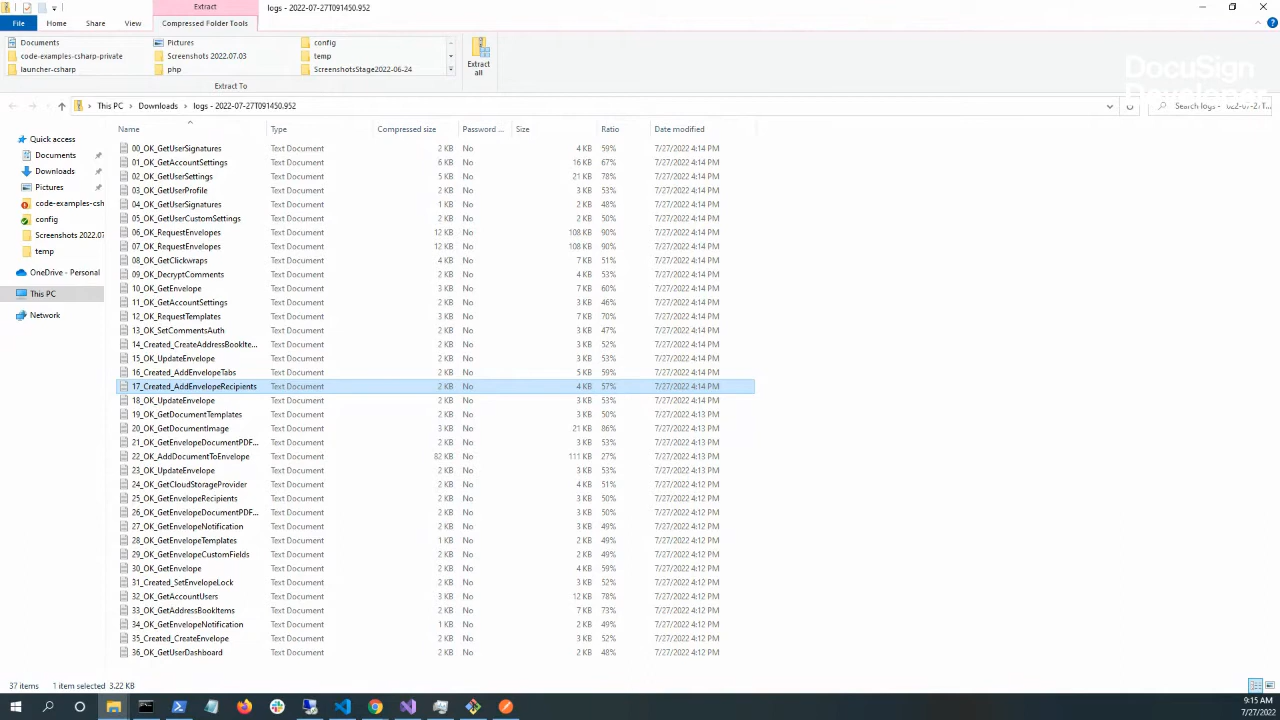 Extract
logs - 2022-07-27T091450.952
File Home Share View Compressed Folder Tools
Documents Pictures config
code-examples-csharp-private Screenshots 2022.07.03 temp
launcher-csharp php ScreenshotsStage2022-06-24
Extract all
Extract To
DocuSign
Developer
This PC > Downloads > logs - 2022-07-27T091450.952
Name Type Compressed size Password ... Size Ratio Date modified
Quick access
Documents
Downloads
Pictures
code-examples-csh
config
Screenshots 2022.07
temp
OneDrive - Personal
This PC
Network
00_OK_GetUserSignatures Text Document 2 KB No 4 KB 59% 7/27/2022 4:14 PM
01_OK_GetAccountSettings Text Document 6 KB No 16 KB 67% 7/27/2022 4:14 PM
02_OK_GetUserSettings Text Document 5 KB No 21 KB 78% 7/27/2022 4:14 PM
03_OK_GetUserProfile Text Document 2 KB No 3 KB 53% 7/27/2022 4:14 PM
04_OK_GetUserSignatures Text Document 1 KB No 2 KB 48% 7/27/2022 4:14 PM
05_OK_GetUserCustomSettings Text Document 2 KB No 2 KB 50% 7/27/2022 4:14 PM
06_OK_RequestEnvelopes Text Document 12 KB No 108 KB 90% 7/27/2022 4:14 PM
07_OK_RequestEnvelopes Text Document 12 KB No 108 KB 90% 7/27/2022 4:14 PM
08_OK_GetClickwraps Text Document 4 KB No 7 KB 51% 7/27/2022 4:14 PM
09_OK_DecryptComments Text Document 2 KB No 4 KB 53% 7/27/2022 4:14 PM
10_OK_GetEnvelope Text Document 3 KB No 7 KB 60% 7/27/2022 4:14 PM
11_OK_GetAccountSettings Text Document 2 KB No 3 KB 46% 7/27/2022 4:14 PM
12_OK_RequestTemplates Text Document 3 KB No 7 KB 70% 7/27/2022 4:14 PM
13_OK_SetCommentsAuth Text Document 2 KB No 3 KB 47% 7/27/2022 4:14 PM
14_Created_CreateAddressBookIte... Text Document 2 KB No 3 KB 52% 7/27/2022 4:14 PM
15_OK_UpdateEnvelope Text Document 2 KB No 3 KB 53% 7/27/2022 4:14 PM
16_Created_AddEnvelopeTabs Text Document 2 KB No 5 KB 59% 7/27/2022 4:14 PM
17_Created_AddEnvelopeRecipients Text Document 2 KB No 4 KB 57% 7/27/2022 4:14 PM
18_OK_UpdateEnvelope Text Document 2 KB No 3 KB 53% 7/27/2022 4:14 PM
19_OK_GetDocumentTemplates Text Document 2 KB No 3 KB 50% 7/27/2022 4:13 PM
20_OK_GetDocumentImage Text Document 3 KB No 21 KB 86% 7/27/2022 4:13 PM
21_OK_GetEnvelopeDocumentPDF... Text Document 2 KB No 3 KB 53% 7/27/2022 4:13 PM
22_OK_AddDocumentToEnvelope Text Document 82 KB No 111 KB 27% 7/27/2022 4:13 PM
23_OK_UpdateEnvelope Text Document 2 KB No 3 KB 53% 7/27/2022 4:13 PM
24_OK_GetCloudStorageProvider Text Document 2 KB No 4 KB 51% 7/27/2022 4:12 PM
25_OK_GetEnvelopeRecipients Text Document 2 KB No 3 KB 50% 7/27/2022 4:12 PM
26_OK_GetEnvelopeDocumentPDF... Text Document 2 KB No 3 KB 50% 7/27/2022 4:12 PM
27_OK_GetEnvelopeNotification Text Document 2 KB No 3 KB 49% 7/27/2022 4:12 PM
28_OK_GetEnvelopeTemplates Text Document 1 KB No 2 KB 49% 7/27/2022 4:12 PM
29_OK_GetEnvelopeCustomFields Text Document 2 KB No 2 KB 49% 7/27/2022 4:12 PM
30_OK_GetEnvelope Text Document 2 KB No 4 KB 59% 7/27/2022 4:12 PM
31_Created_SetEnvelopeLock Text Document 2 KB No 3 KB 52% 7/27/2022 4:12 PM
32_OK_GetAccountUsers Text Document 3 KB No 12 KB 78% 7/27/2022 4:12 PM
33_OK_GetAddressBookItems Text Document 2 KB No 7 KB 73% 7/27/2022 4:12 PM
34_OK_GetEnvelopeNotification Text Document 1 KB No 2 KB 49% 7/27/2022 4:12 PM
35_Created_CreateEnvelope Text Document 2 KB No 3 KB 52% 7/27/2022 4:12 PM
36_OK_GetUserDashboard Text Document 2 KB No 2 KB 48% 7/27/2022 4:12 PM
37 items 1 item selected 3.22 KB
9:15 AM
7/27/2022